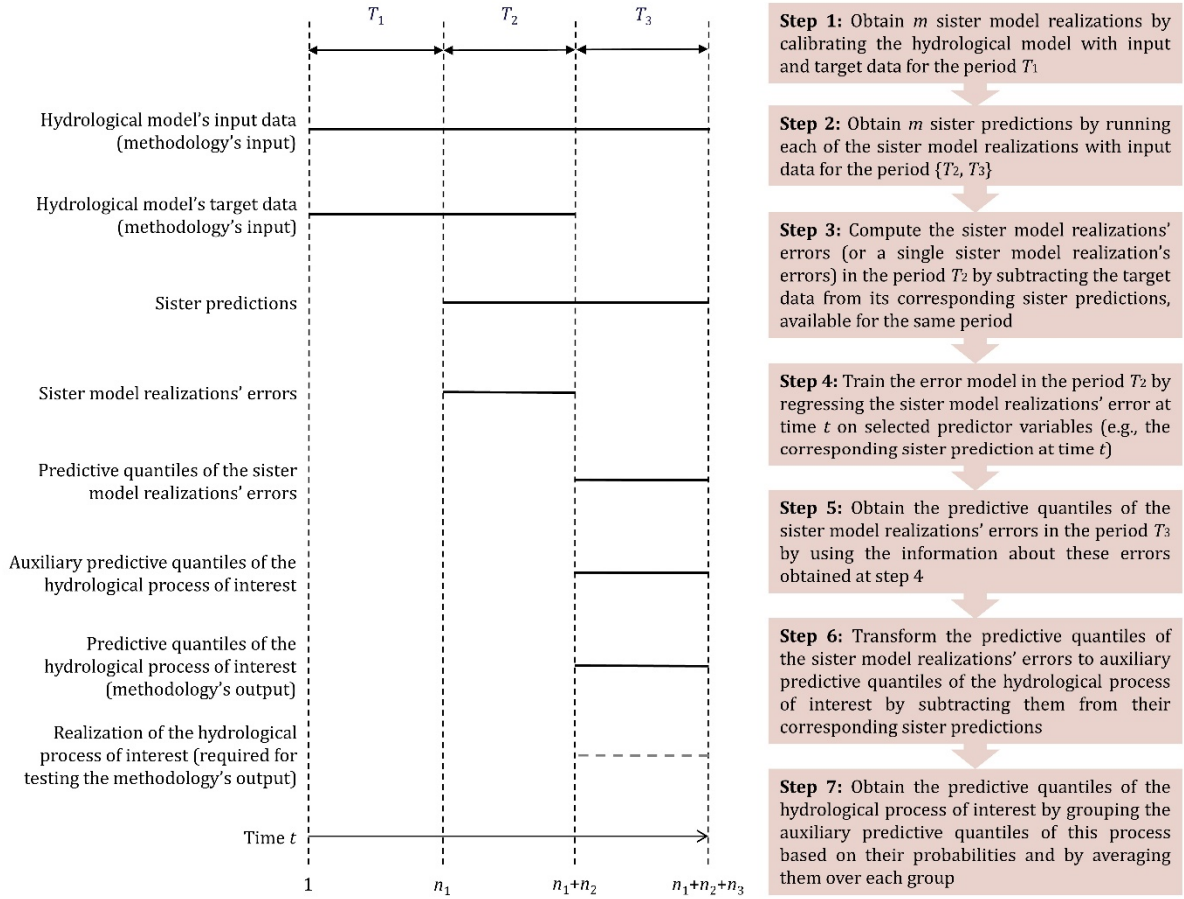 T1
T2
T3
Hydrological model's input data
(methodology's input)
Hydrological model's target data
(methodology's input)
Sister predictions
Sister model realizations' errors
Predictive quantiles of the sister
model realizations' errors
Auxiliary predictive quantiles of the
hydrological process of interest
Predictive quantiles of the
hydrological process of interest
(methodology's output)
Realization of the hydrological
process of interest (required for
testing the methodology's output)
Time t
1
n1
n1+n2
n1+n2+n3
Step 1: Obtain m sister model realizations by
calibrating the hydrological model with input
and target data for the period T1
Step 2: Obtain m sister predictions by running
each of the sister model realizations with input
data for the period {T2, T3}
Step 3: Compute the sister model realizations'
errors (or a single sister model realization's
errors) in the period T2 by subtracting the target
data from its corresponding sister predictions,
available for the same period
Step 4: Train the error model in the period T2 by
regressing the sister model realizations' error at
time t on selected predictor variables (e.g., the
corresponding sister prediction at time t)
Step 5: Obtain the predictive quantiles of the
sister model realizations' errors in the period T3
by using the information about these errors
obtained at step 4
Step 6: Transform the predictive quantiles of
the sister model realizations' errors to auxiliary
predictive quantiles of the hydrological process
of interest by subtracting them from their
corresponding sister predictions
Step 7: Obtain the predictive quantiles of the
hydrological process of interest by grouping the
auxiliary predictive quantiles of this process
based on their probabilities and by averaging
them over each group